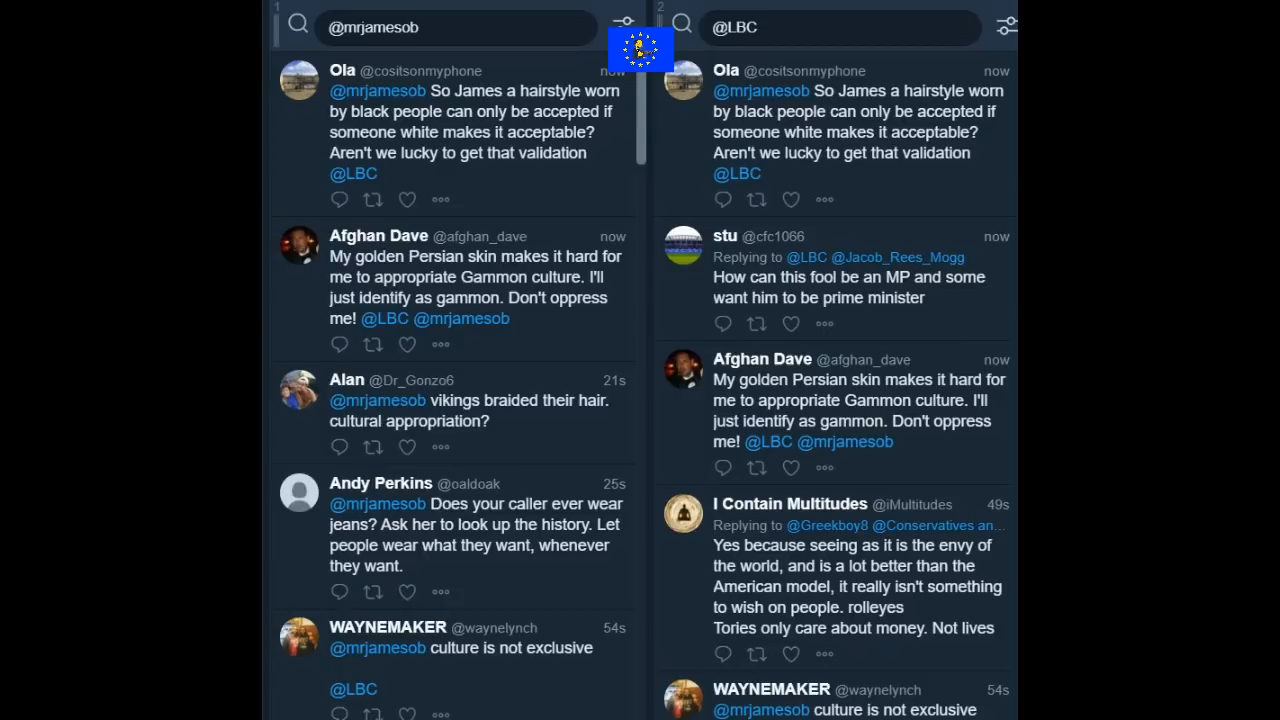 1
@mrjamesob
Ola @cositsonmyphone now
@mrjamesob So James a hairstyle worn
by black people can only be accepted if
someone white makes it acceptable?
Aren't we lucky to get that validation
@LBC
Afghan Dave @afghan_dave now
My golden Persian skin makes it hard for
me to appropriate Gammon culture. I'll
just identify as gammon. Don't oppress
me! @LBC @mrjamesob
Alan @Dr_Gonzo6 21s
@mrjamesob vikings braided their hair.
cultural appropriation?
Andy Perkins @oaldoak 25s
@mrjamesob Does your caller ever wear
jeans? Ask her to look up the history. Let
people wear what they want, whenever
they want.
WAYNEMAKER @waynelynch 54s
@mrjamesob culture is not exclusive
@LBC
2
@LBC
Ola @cositsonmyphone now
@mrjamesob So James a hairstyle worn
by black people can only be accepted if
someone white makes it acceptable?
Aren't we lucky to get that validation
@LBC
stu @cfc1066 now
Replying to @LBC @Jacob_Rees_Mogg
How can this fool be an MP and some
want him to be prime minister
Afghan Dave @afghan_dave now
My golden Persian skin makes it hard for
me to appropriate Gammon culture. I'll
just identify as gammon. Don't oppress
me! @LBC @mrjamesob
I Contain Multitudes @iMultitudes 49s
Replying to @Greekboy8 @Conservatives an...
Yes because seeing as it is the envy of
the world, and is a lot better than the
American model, it really isn't something
to wish on people. rolleyes
Tories only care about money. Not lives
WAYNEMAKER @waynelynch 54s
@mrjamesob culture is not exclusive